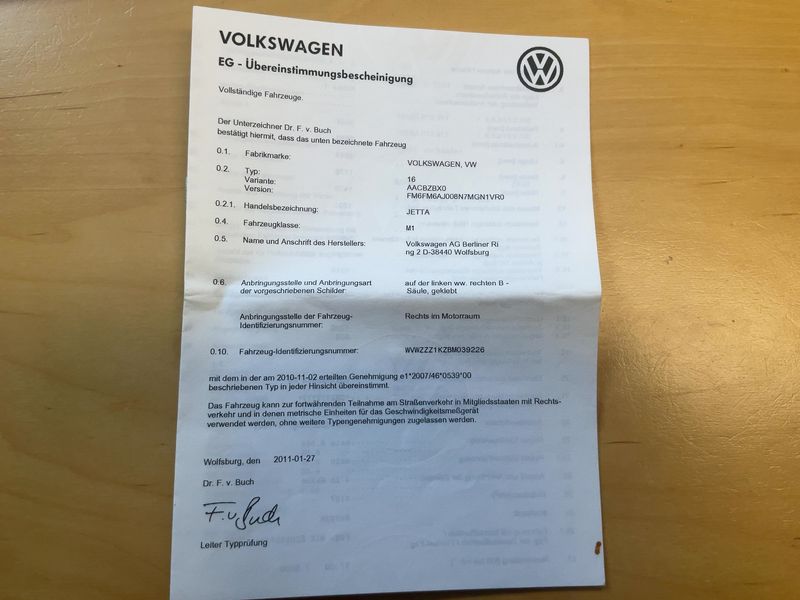 VOLKSWAGEN
EG - Übereinstimmungsbescheinigung
Vollständige Fahrzeuge.
Der Unterzeichner Dr. F. v. Buch
bestätigt hiermit, dass das unten bezeichnete Fahrzeug
0.1. Fabrikmarke: VOLKSWAGEN, VW
0.2. Typ: 16
Variante: AACBZBX0
Version: FM6FM6AJ008N7MGN1VR0
0.2.1. Handelsbezeichnung: JETTA
0.4. Fahrzeugklasse: M1
0.5. Name und Anschrift des Herstellers: Volkswagen AG Berliner Ri
ng 2 D-38440 Wolfsburg
0.6. Anbringungsstelle und Anbringungsart auf der linken ww. rechten B -
der vorgeschriebenen Schilder: Säule, geklebt
Anbringungsstelle der Fahrzeug- Rechts im Motorraum
Identifizierungsnummer:
0.10. Fahrzeug-Identifizierungsnummer: WVWZZZ1KZBM039226
mit dem in der am 2010-11-02 erteilten Genehmigung e1*2007/46*0539*00
beschriebenen Typ in jeder Hinsicht übereinstimmt.
Das Fahrzeug kann zur fortwährenden Teilnahme am Straßenverkehr in Mitgliedsstaaten mit Rechts-
verkehr und in denen metrische Einheiten für das Geschwindigkeitsmeßgerät
verwendet werden, ohne weitere Typengenehmigungen zugelassen werden.
Wolfsburg, den 2011-01-27
Dr. F. v. Buch
F. v. Buch
Leiter Typprüfung